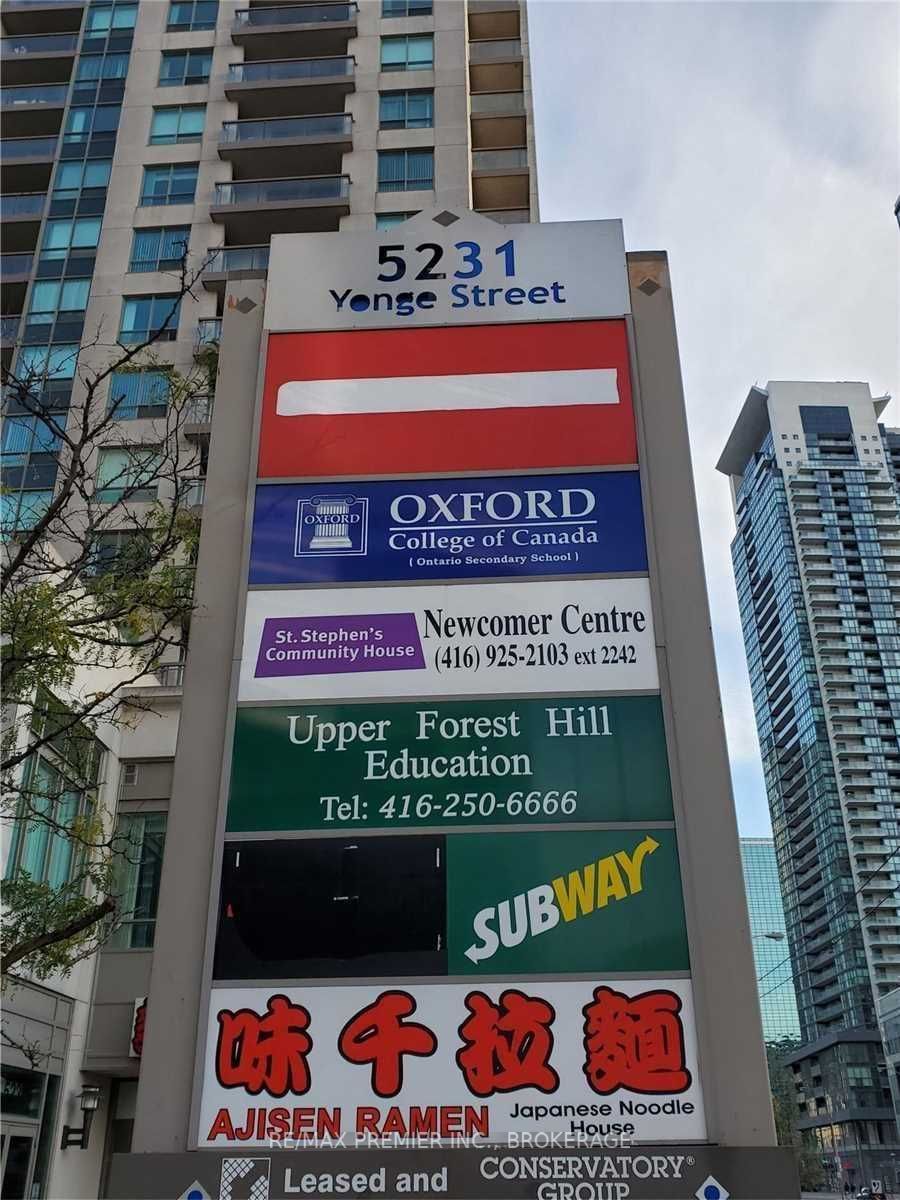 5231
Yonge Street
OXFORD
OXFORD
College of Canada
( Ontario Secondary School )
St. Stephen's
Community House
Newcomer Centre
(416) 925-2103 ext 2242
Upper Forest Hill
Education
Tel: 416-250-6666
SUBWAY
味千拉麵
AJISEN RAMEN
Japanese Noodle
House
RE/MAX PREMIER INC., BROKERAGE
Leased and
CONSERVATORY®
GROUP